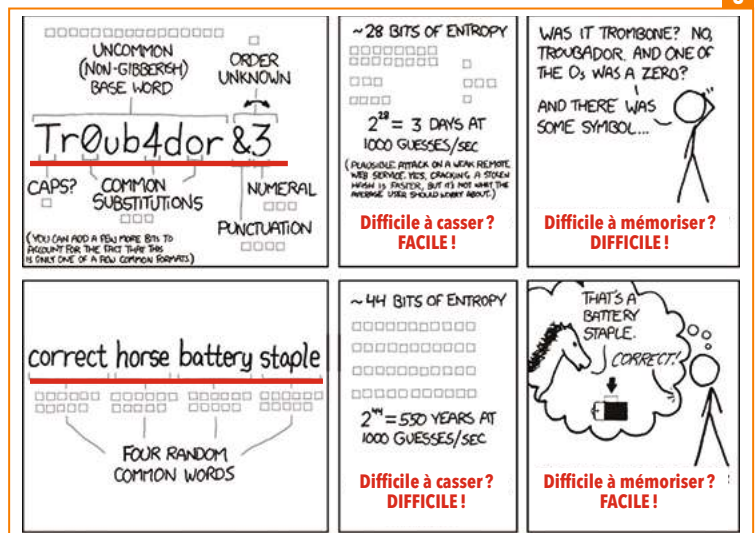 UNCOMMON
(NON-GIBBERISH)
BASE WORD
ORDER
UNKNOWN
Tr0ub4dor &3
CAPS?
COMMON
SUBSTITUTIONS
NUMERAL
PUNCTUATION
(YOU CAN ADD A FEW MORE BITS TO
ACCOUNT FOR THE FACT THAT THIS
IS ONLY ONE OF A FEW COMMON FORMATS.)
~28 BITS OF ENTROPY
2²⁸ = 3 DAYS AT
1000 GUESSES/SEC
(PLAUSIBLE ATTACK ON A WEAK REMOTE
WEB SERVICE. YES, CRACKING A STOLEN
HASH IS FASTER, BUT IT'S NOT WHAT THE
AVERAGE USER SHOULD WORRY ABOUT.)
Difficile à casser ?
FACILE !
WAS IT TROMBONE? NO,
TROUBADOR. AND ONE OF
THE Os WAS A ZERO?
AND THERE WAS
SOME SYMBOL...
Difficile à mémoriser ?
DIFFICILE !
correct horse battery staple
FOUR RANDOM
COMMON WORDS
~44 BITS OF ENTROPY
2⁴⁴ = 550 YEARS AT
1000 GUESSES/SEC
Difficile à casser ?
DIFFICILE !
THAT'S A
BATTERY
STAPLE.
CORRECT!
Difficile à mémoriser ?
FACILE !